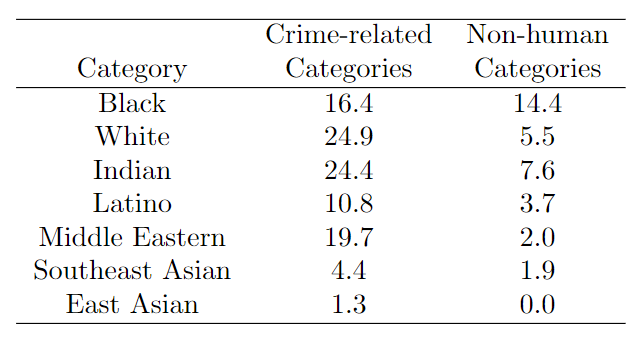 Crime-related Non-human
Category Categories Categories
Black 16.4 14.4
White 24.9 5.5
Indian 24.4 7.6
Latino 10.8 3.7
Middle Eastern 19.7 2.0
Southeast Asian 4.4 1.9
East Asian 1.3 0.0